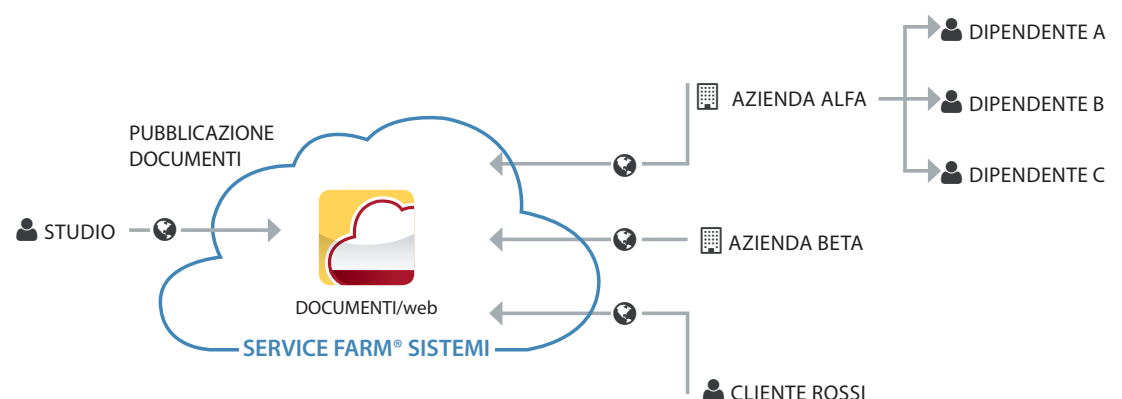 DIPENDENTE A
AZIENDA ALFA
DIPENDENTE B
PUBBLICAZIONE
DOCUMENTI
DIPENDENTE C
STUDIO
AZIENDA BETA
DOCUMENTI/web
SERVICE FARM® SISTEMI
CLIENTE ROSSI